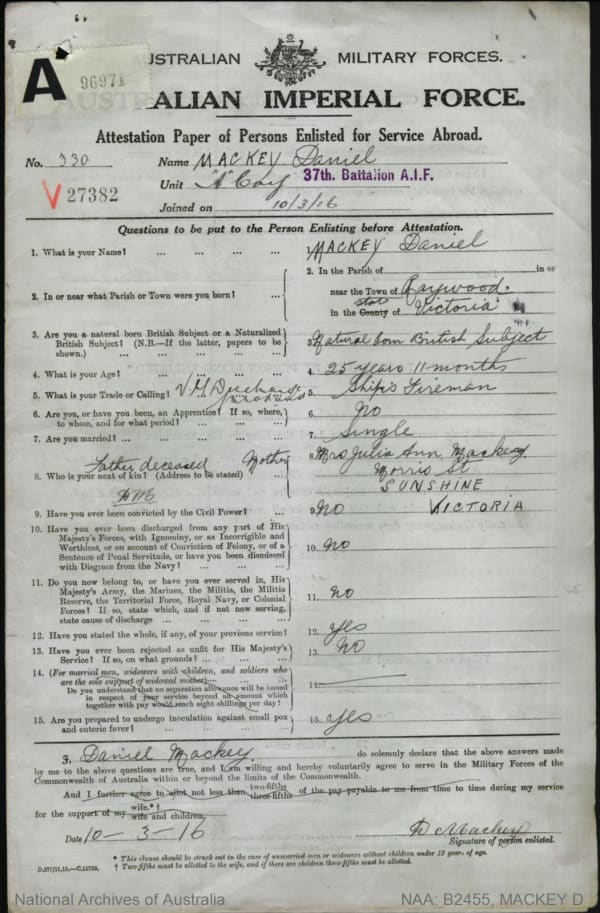 A
96971
AUSTRALIAN MILITARY FORCES.
AUSTRALIAN IMPERIAL FORCE.
Attestation Paper of Persons Enlisted for Service Abroad.
No. 330 Name MACKEY Daniel
V 27382 Unit "A" Coy 37th. Battalion A.I.F.
Joined on 10/3/16
Questions to be put to the Person Enlisting before Attestation.
1. What is your Name? ... ... ... ... MACKEY Daniel
2. In or near what Parish or Town were you born? ... 2. In the Parish of in or
near the Town of Raywood.
in the County of State Victoria
3. Are you a natural born British Subject or a Naturalized
British Subject? (N.B.—If the latter, papers to be
shown.) ... ... ... ... 3. Natural born British Subject
4. What is your Age? ... ... ... ... 4. 25 years 11 months
5. What is your Trade or Calling? ... 5. Ship's Fireman
6. Are you, or have you been, an Apprentice? If so, where,
to whom, and for what period? ... ... ... 6. No
7. Are you married? ... ... ... ... 7. Single
Father deceased Mother
8. Who is your next of kin? (Address to be stated) ... 8. Mrs Julia Ann Mackey
Morris St
SUNSHINE
VICTORIA
9. Have you ever been convicted by the Civil Power? ... 9. No
10. Have you ever been discharged from any part of His
Majesty's Forces, with Ignominy, or as Incorrigible and
Worthless, or on account of Conviction of Felony, or of a
Sentence of Penal Servitude, or have you been dismissed
with Disgrace from the Navy? ... ... ... 10. No
11. Do you now belong to, or have you ever served in, His
Majesty's Army, the Marines, the Militia, the Militia
Reserve, the Territorial Force, Royal Navy, or Colonial
Forces? If so, state which, and if not now serving,
state cause of discharge ... ... ... ... 11. No
12. Have you stated the whole, if any, of your previous service? 12. Yes
13. Have you ever been rejected as unfit for His Majesty's
Service? If so, on what grounds? ... ... ... 13. No
14. (For married men, widowers with children, and soldiers who
are the sole support of widowed mother)—
Do you understand that no separation allowance will be issued
in respect of your service beyond an amount which
together with pay would reach eight shillings per day? 14.
15. Are you prepared to undergo inoculation against small pox
and enteric fever? ... ... ... ... 15. Yes
I, Daniel Mackey. do solemnly declare that the above answers made
by me to the above questions are true, and I am willing and hereby voluntarily agree to serve in the Military Forces of the
Commonwealth of Australia within or beyond the limits of the Commonwealth.
And I further agree to allot not less than two-fifths three-fifths of the pay payable to me from time to time during my service
for the support of my wife.*† wife and children.
Date 10—3—16 D Mackey
Signature of person enlisted.
* This clause should be struck out in the case of unmarried men or widowers without children under 18 years of age.
† Two-fifths must be allotted to the wife, and if there are children three-fifths must be allotted.
National Archives of Australia NAA: B2455, MACKEY D